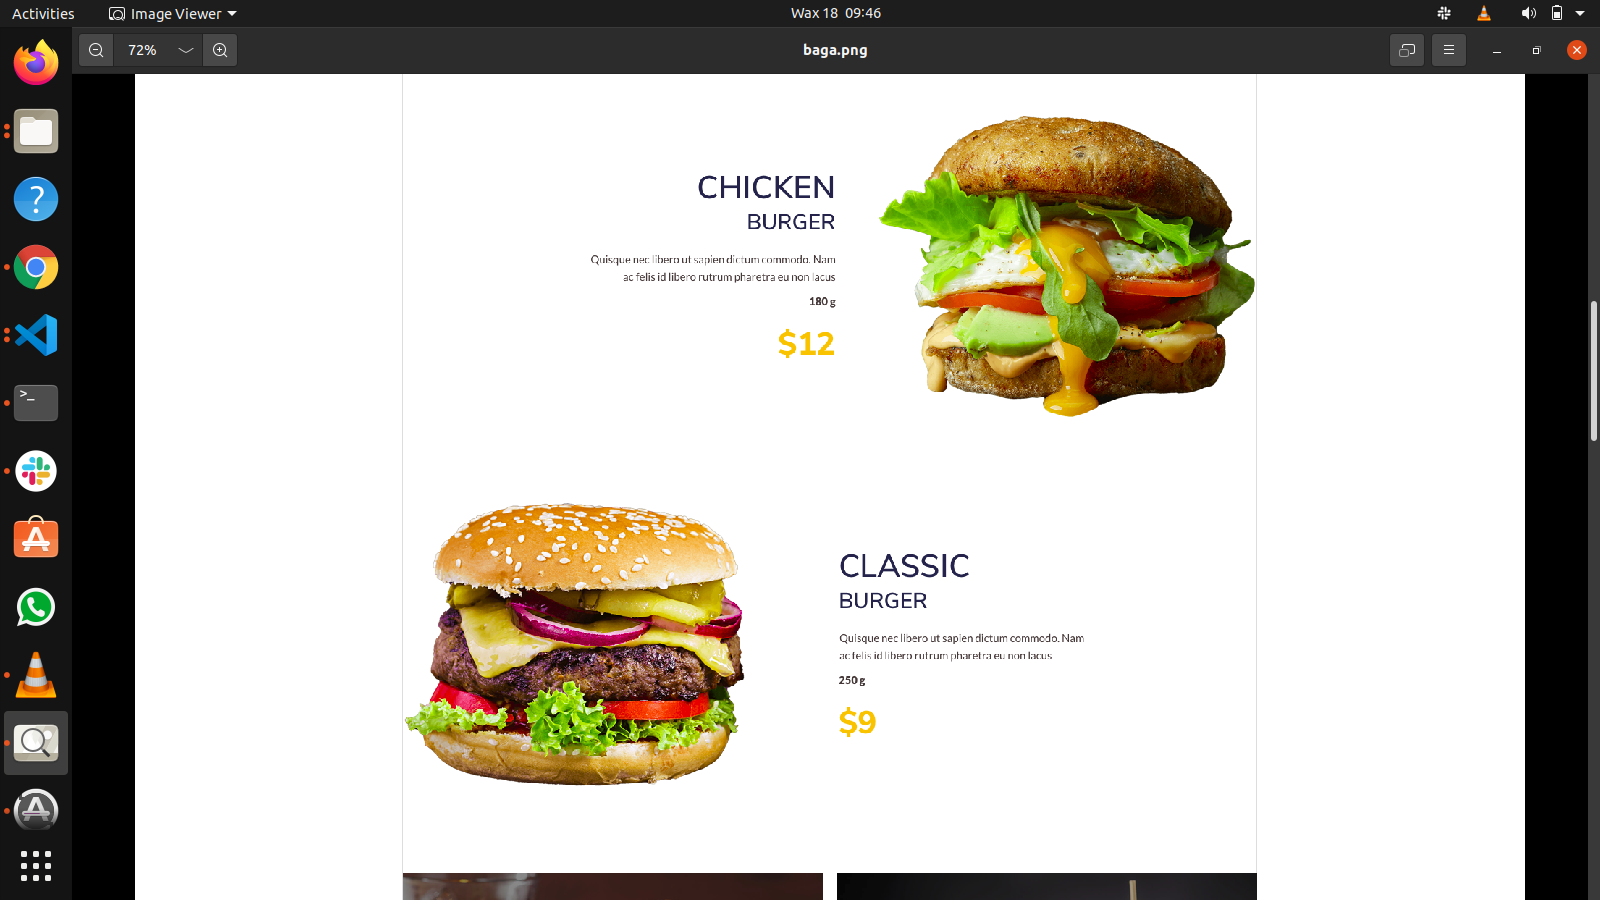 Activities
Image Viewer
Wax 18 09:46
72%
baga.png
CHICKEN
BURGER
Quisque nec libero ut sapien dictum commodo. Nam
ac felis id libero rutrum pharetra eu non lacus
180 g
$12
CLASSIC
BURGER
Quisque nec libero ut sapien dictum commodo. Nam
ac felis id libero rutrum pharetra eu non lacus
250 g
$9